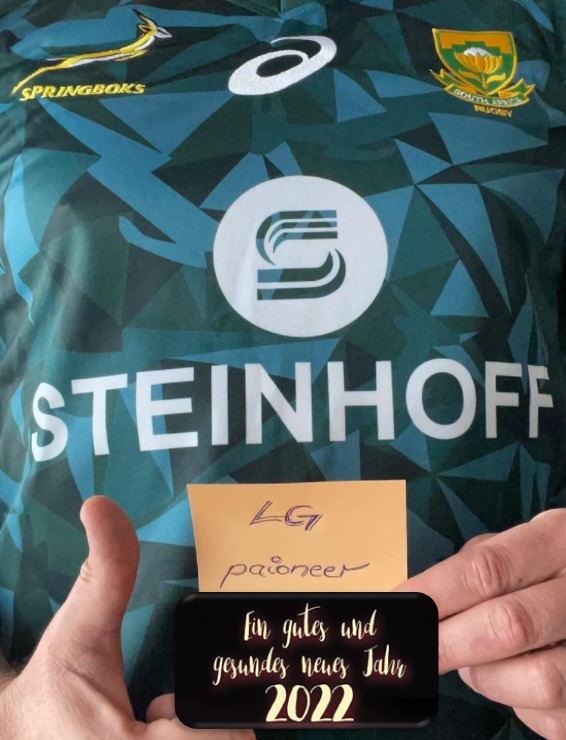 SPRINGBOKS
SOUTH AFRICA
RUGBY
STEINHOFF
LG
paioneer
Ein gutes und
gesundes neues Jahr
2022